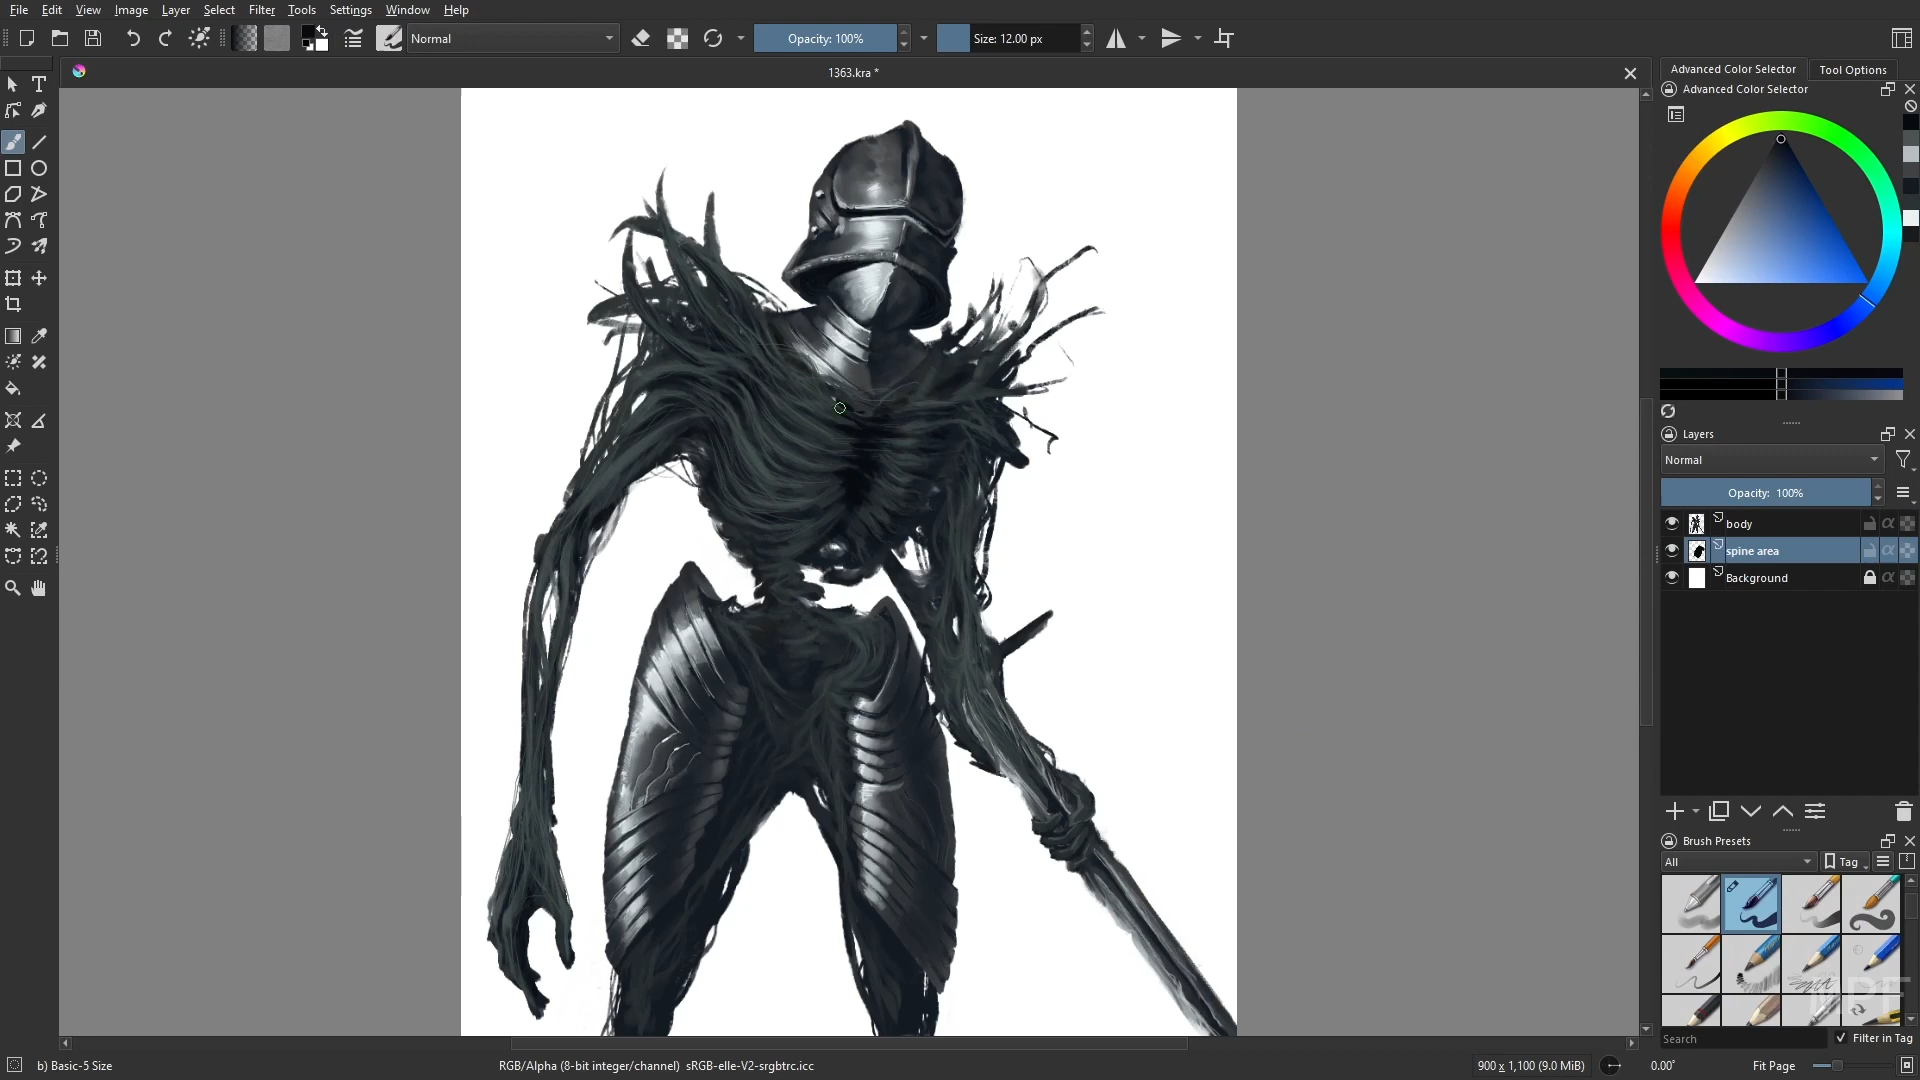 File Edit View Image Layer Select Filter Tools Settings Window Help
Normal
Opacity: 100%
Size: 12.00 px
1363.kra *
Advanced Color Selector
Tool Options
Advanced Color Selector
Layers
Normal
Opacity: 100%
body
spine area
Background
Brush Presets
All
Tag
MPF
Search
Filter in Tag
b) Basic-5 Size
RGB/Alpha (8-bit integer/channel) sRGB-elle-V2-srgbtrc.icc
900 x 1,100 (9.0 MiB)
0.00°
Fit Page